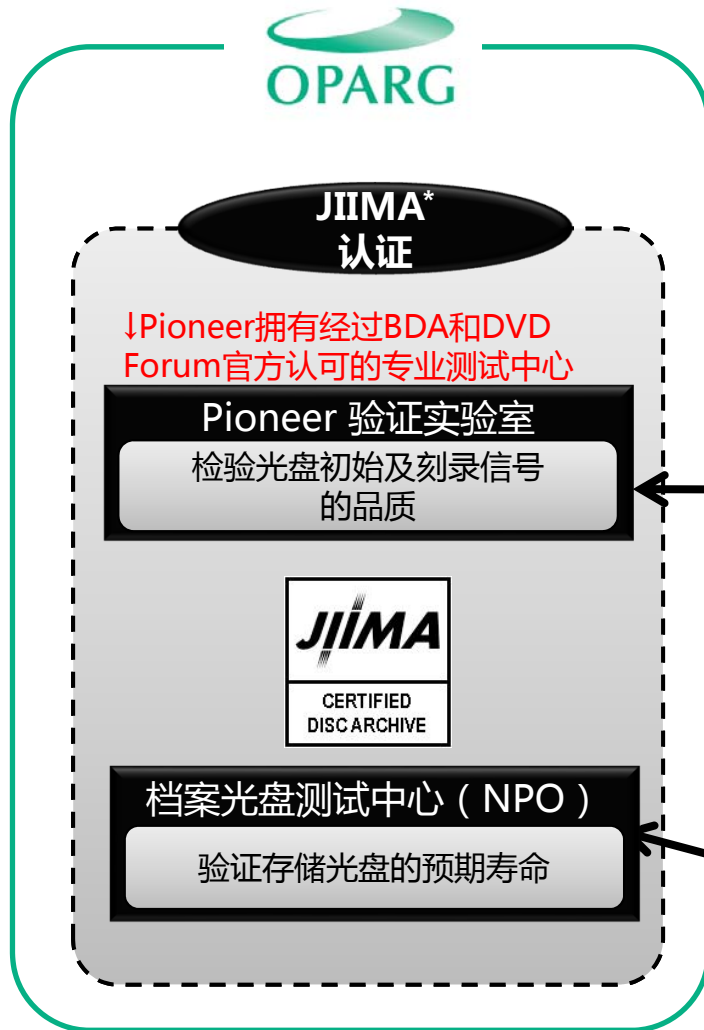 OPARG
JIIMA*
认证
↓Pioneer拥有经过BDA和DVD
Forum官方认可的专业测试中心
Pioneer 验证实验室
检验光盘初始及刻录信号
的品质
JIIMA
CERTIFIED
DISC ARCHIVE
档案光盘测试中心（NPO）
验证存储光盘的预期寿命